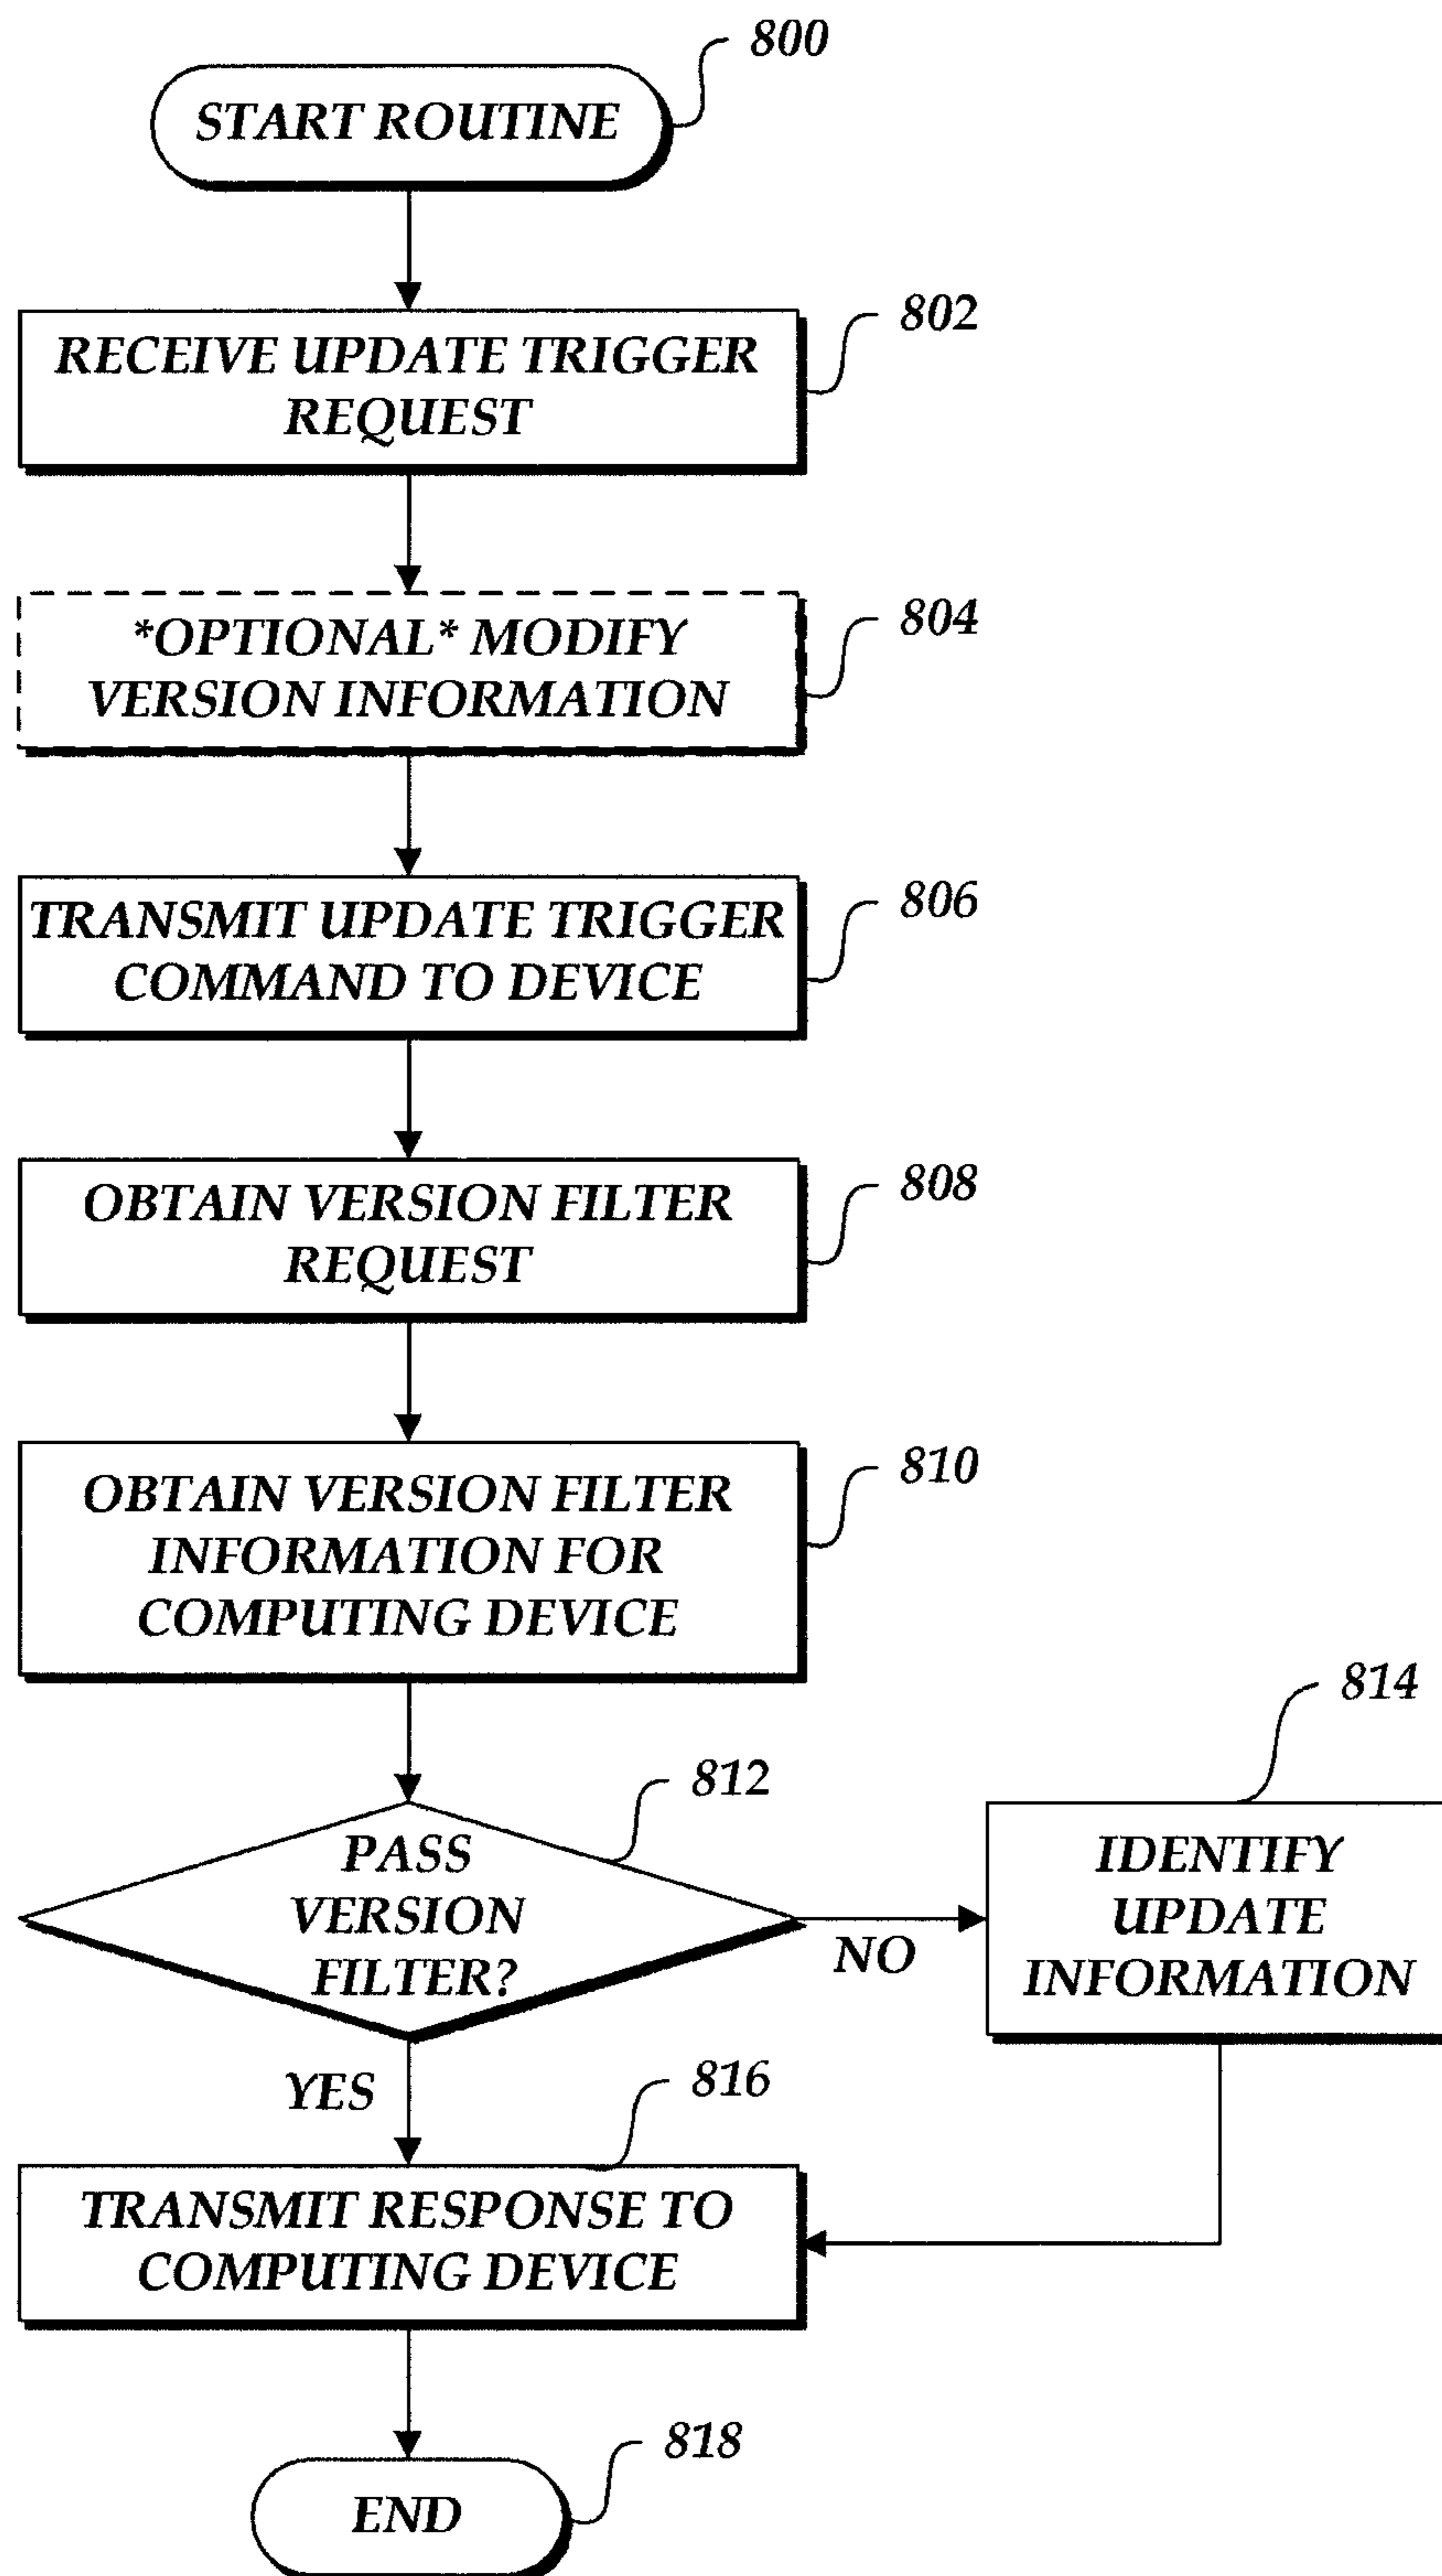 800
START ROUTINE
802
RECEIVE UPDATE TRIGGER
REQUEST
804
*OPTIONAL* MODIFY
VERSION INFORMATION
806
TRANSMIT UPDATE TRIGGER
COMMAND TO DEVICE
808
OBTAIN VERSION FILTER
REQUEST
810
OBTAIN VERSION FILTER
INFORMATION FOR
COMPUTING DEVICE
812
PASS
VERSION
FILTER?
NO
814
IDENTIFY
UPDATE
INFORMATION
YES
816
TRANSMIT RESPONSE TO
COMPUTING DEVICE
818
END